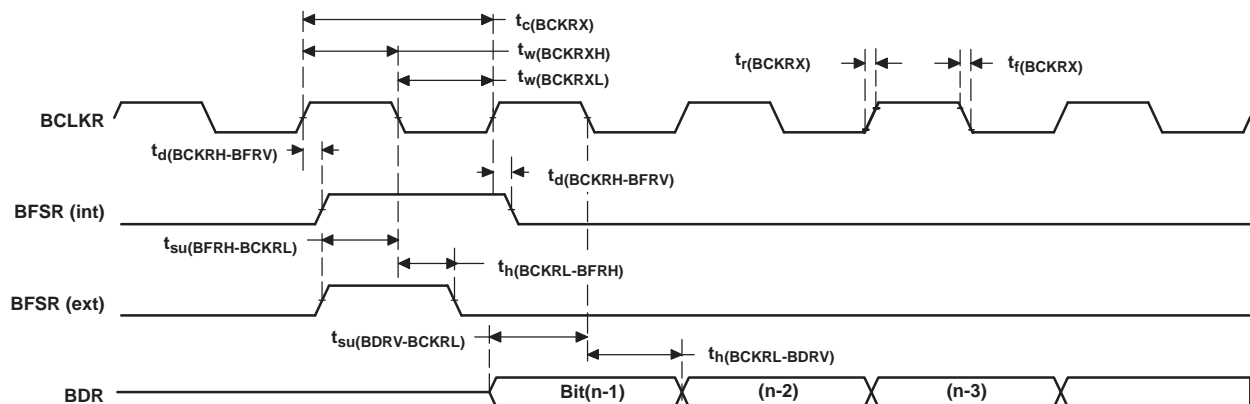 tc(BCKRX)
tw(BCKRXH)
tr(BCKRX)
tf(BCKRX)
tw(BCKRXL)
BCLKR
td(BCKRH-BFRV)
td(BCKRH-BFRV)
BFSR (int)
tsu(BFRH-BCKRL)
th(BCKRL-BFRH)
BFSR (ext)
tsu(BDRV-BCKRL)
th(BCKRL-BDRV)
BDR
Bit(n-1)
(n-2)
(n-3)